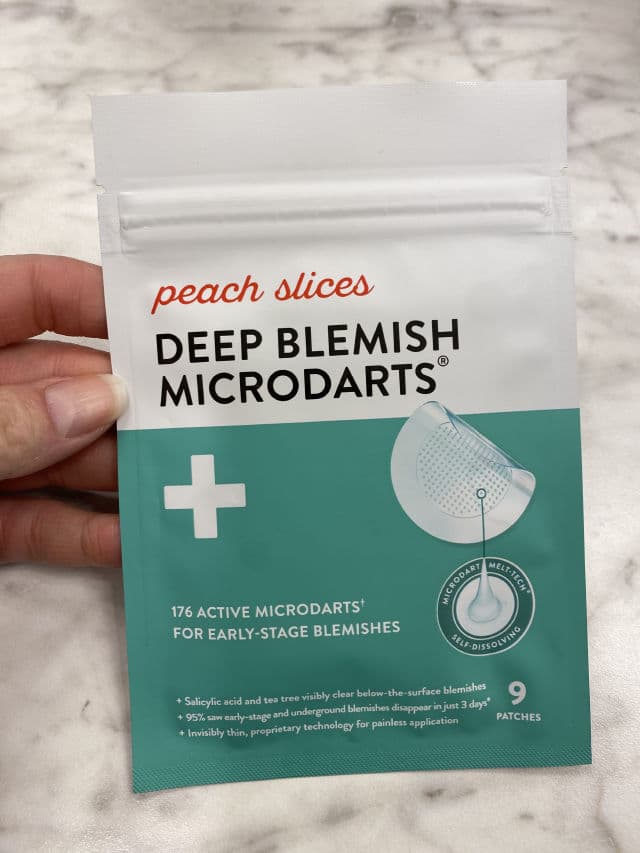 peach slices
DEEP BLEMISH
MICRODARTS®
MICRODART MELT-TECH®
SELF-DISSOLVING
176 ACTIVE MICRODARTS†
FOR EARLY-STAGE BLEMISHES
+ Salicylic acid and tea tree visibly clear below-the-surface blemishes
+ 95% saw early-stage and underground blemishes disappear in just 3 days*
+ Invisibly thin, proprietary technology for painless application
9
PATCHES